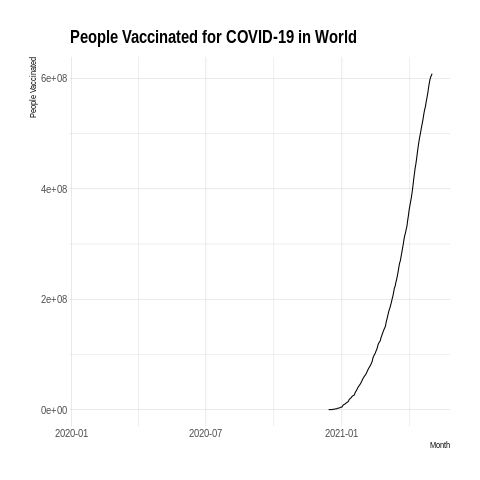 People Vaccinated for COVID-19 in World
People Vaccinated
6e+08
4e+08
2e+08
0e+00
2020-01 2020-07 2021-01
Month